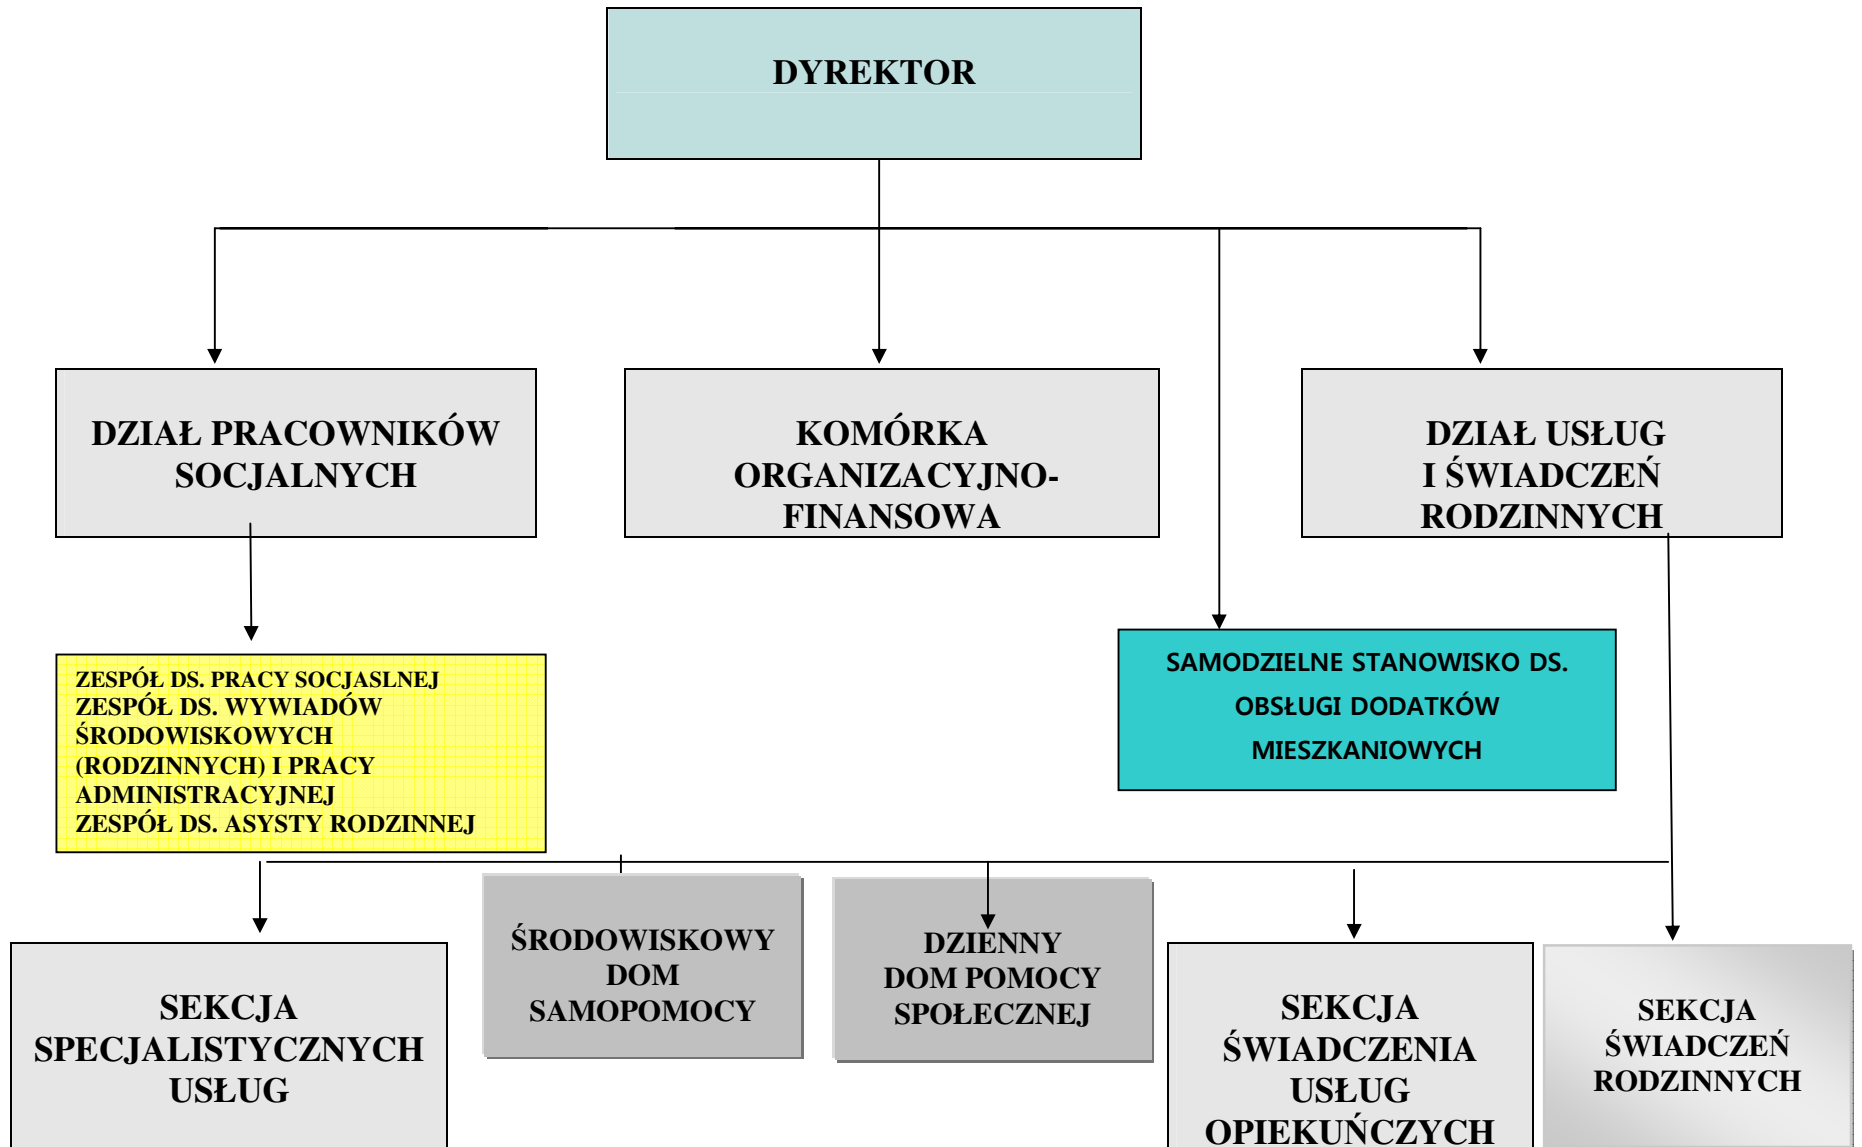 DYREKTOR
DZIAŁ PRACOWNIKÓW
SOCJALNYCH
KOMÓRKA
ORGANIZACYJNO-
FINANSOWA
DZIAŁ USŁUG
I ŚWIADCZEŃ
RODZINNYCH
ZESPÓŁ DS. PRACY SOCJASLNEJ
ZESPÓŁ DS. WYWIADÓW
ŚRODOWISKOWYCH
(RODZINNYCH) I PRACY
ADMINISTRACYJNEJ
ZESPÓŁ DS. ASYSTY RODZINNEJ
SAMODZIELNE STANOWISKO DS.
OBSŁUGI DODATKÓW
MIESZKANIOWYCH
SEKCJA
SPECJALISTYCZNYCH
USŁUG
ŚRODOWISKOWY
DOM
SAMOPOMOCY
DZIENNY
DOM POMOCY
SPOŁECZNEJ
SEKCJA
ŚWIADCZENIA
USŁUG
OPIEKUŃCZYCH
SEKCJA
ŚWIADCZEŃ
RODZINNYCH